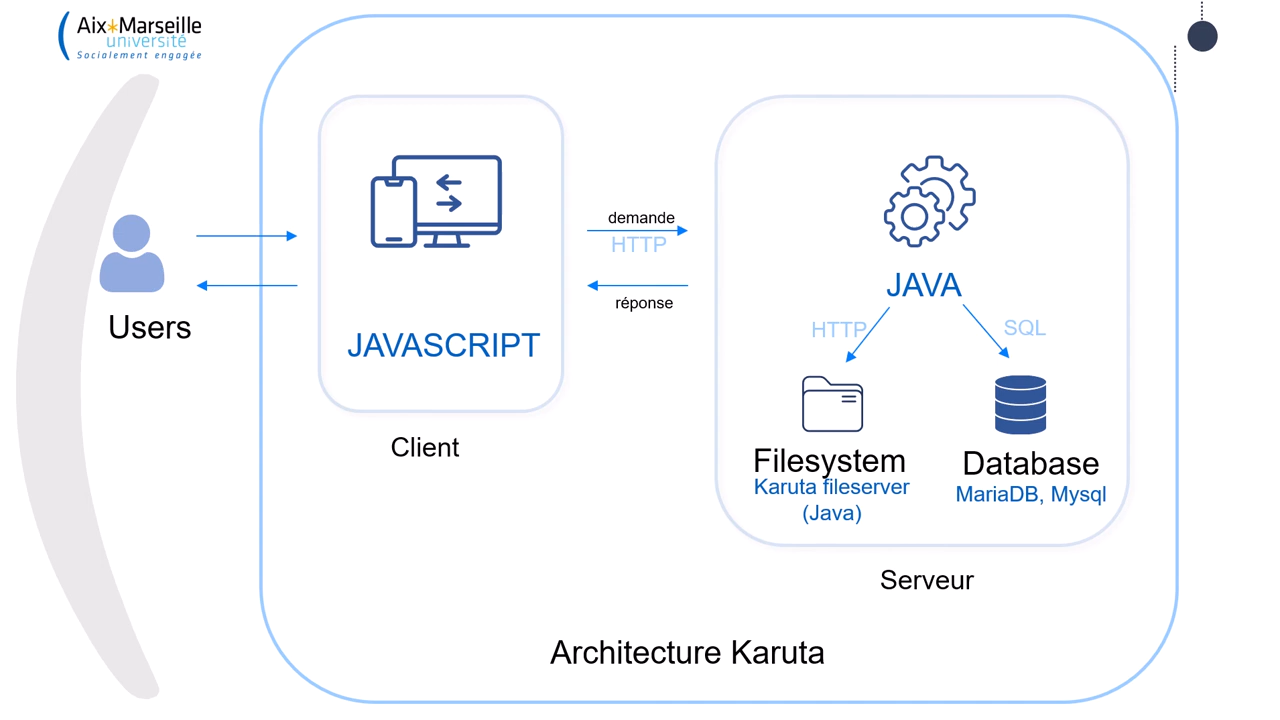 Aix*Marseille
université
Socialement engagée
Users
JAVASCRIPT
Client
demande
HTTP
réponse
JAVA
HTTP
SQL
Filesystem
Karuta fileserver
(Java)
Database
MariaDB, Mysql
Serveur
Architecture Karuta